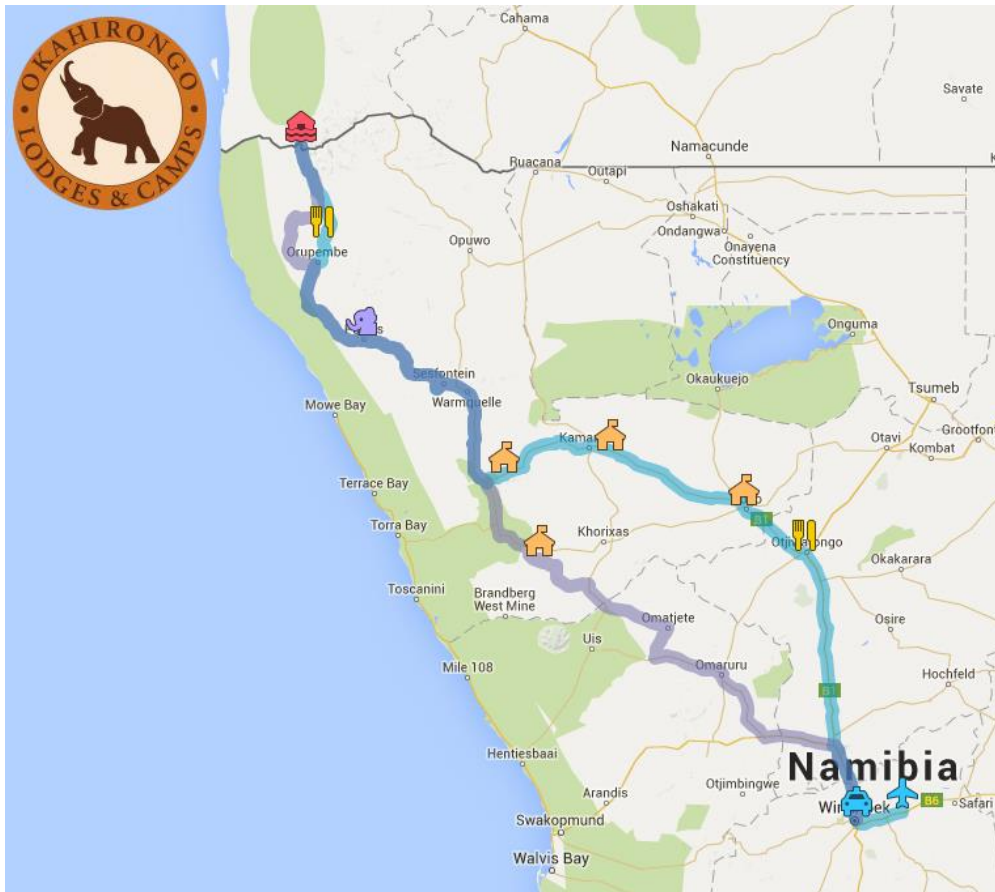 OKAHIRONGO
LODGES & CAMPS
Cahama
Savate
Namacunde
Ruacana
Outapi
Oshakati
Ondangwa
Onayena
Constituency
Opuwo
Orupembe
Onguma
Okaukuejo
Sesfontein
Warmquelle
Tsumeb
Mowe Bay
Otavi
Grootfon
Kombat
Terrace Bay
B1
Torra Bay
Khorixas
Okakarara
Toscanini
Brandberg
West Mine
Omatjete
Osire
Uis
Mile 108
Omaruru
Hochfeld
B1
Hentiesbaai
Namibia
Otjimbingwe
Arandis
B6
Safari
Swakopmund
Walvis Bay